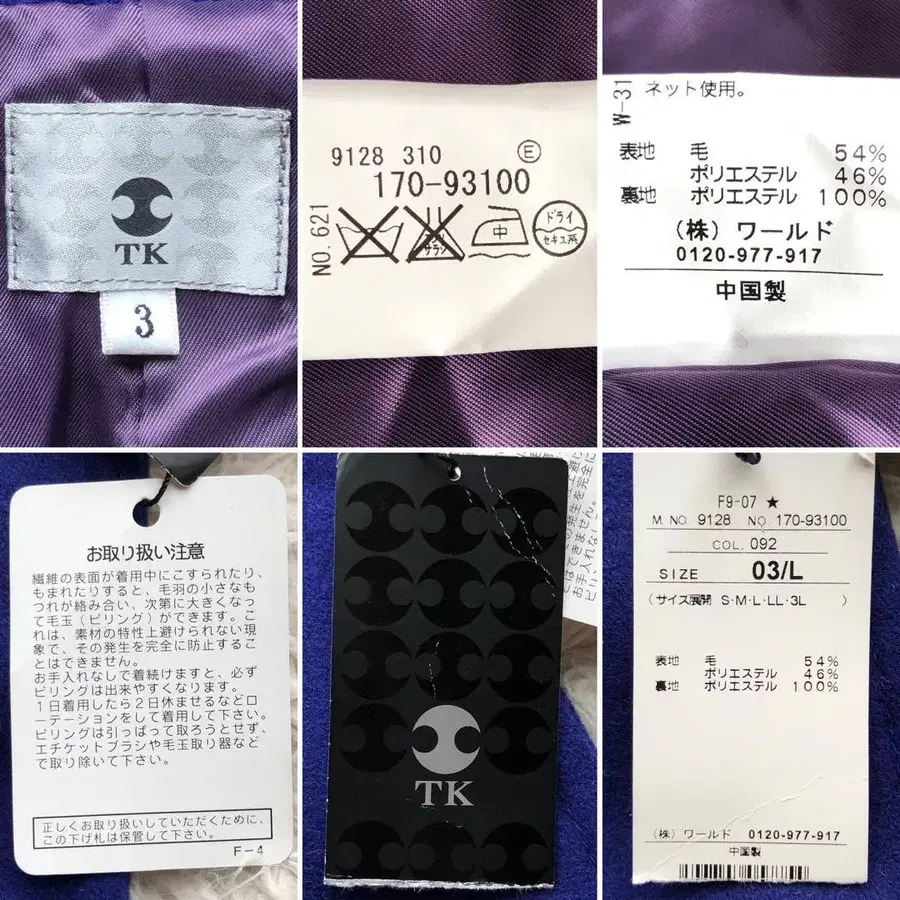 TK
3
9128 310 E
170-93100
NO.621
中
ドライ
セキユ系
W-31
ネット使用。
表地 毛 54%
ポリエステル 46%
裏地 ポリエステル 100%
(株) ワールド
0120-977-917
中国製
お取り扱い注意
繊維の表面が着用中にこすられたり、
もまれたりすると、毛羽の小さなも
つれが絡み合い、次第に大きくなっ
て毛玉(ピリング)ができます。こ
れは、素材の特性上避けられない現
象で、その発生を完全に防止するこ
とはできません。
お手入れなしで着続けますと、必ず
ピリングは出来やすくなります。
1日着用したら2日休ませるなどロ
ーテーションをして着用して下さい。
ピリングは引っぱって取ろうとせず、
エチケットブラシや毛玉取り器など
で取り除いて下さい。
正しくお取り扱いしていただくために、
この下げ札は保管して下さい。
F-4
TK
F9-07 ★
M.NO. 9128 NO. 170-93100
COL. 092
SIZE 03/L
(サイズ展開 S・M・L・LL・3L)
表地 毛 54%
ポリエステル 46%
裏地 ポリエステル 100%
(株) ワールド 0120-977-917
中国製